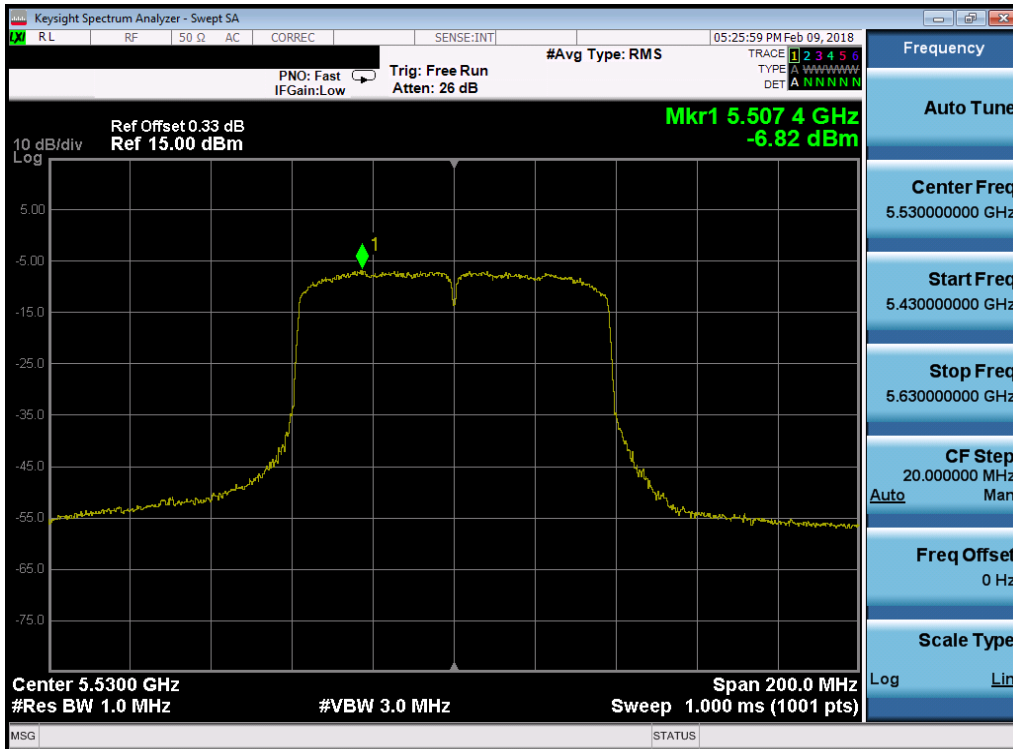 Keysight Spectrum Analyzer - Swept SA
LXI RL RF 50 Ω AC CORREC SENSE:INT 05:25:59 PM Feb 09, 2018
Frequency
#Avg Type: RMS TRACE 1 2 3 4 5 6
PNO: Fast Trig: Free Run TYPE A WWWWW
IFGain:Low Atten: 26 dB DET A N N N N N
Auto Tune
Mkr1 5.507 4 GHz
Ref Offset 0.33 dB
-6.82 dBm
10 dB/div Ref 15.00 dBm
Log
1
5.00
-5.00
-15.0
-25.0
-35.0
-45.0
-55.0
-65.0
-75.0
Center Freq
5.530000000 GHz
Start Freq
5.430000000 GHz
Stop Freq
5.630000000 GHz
CF Step
20.000000 MHz
Auto Man
Freq Offset
0 Hz
Scale Type
Log Lin
Center 5.5300 GHz Span 200.0 MHz
#Res BW 1.0 MHz #VBW 3.0 MHz Sweep 1.000 ms (1001 pts)
MSG STATUS